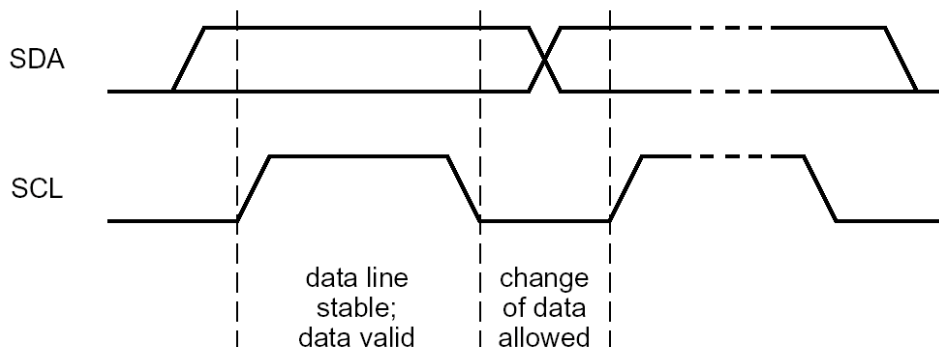 SDA
SCL
data line
stable;
data valid
change
of data
allowed